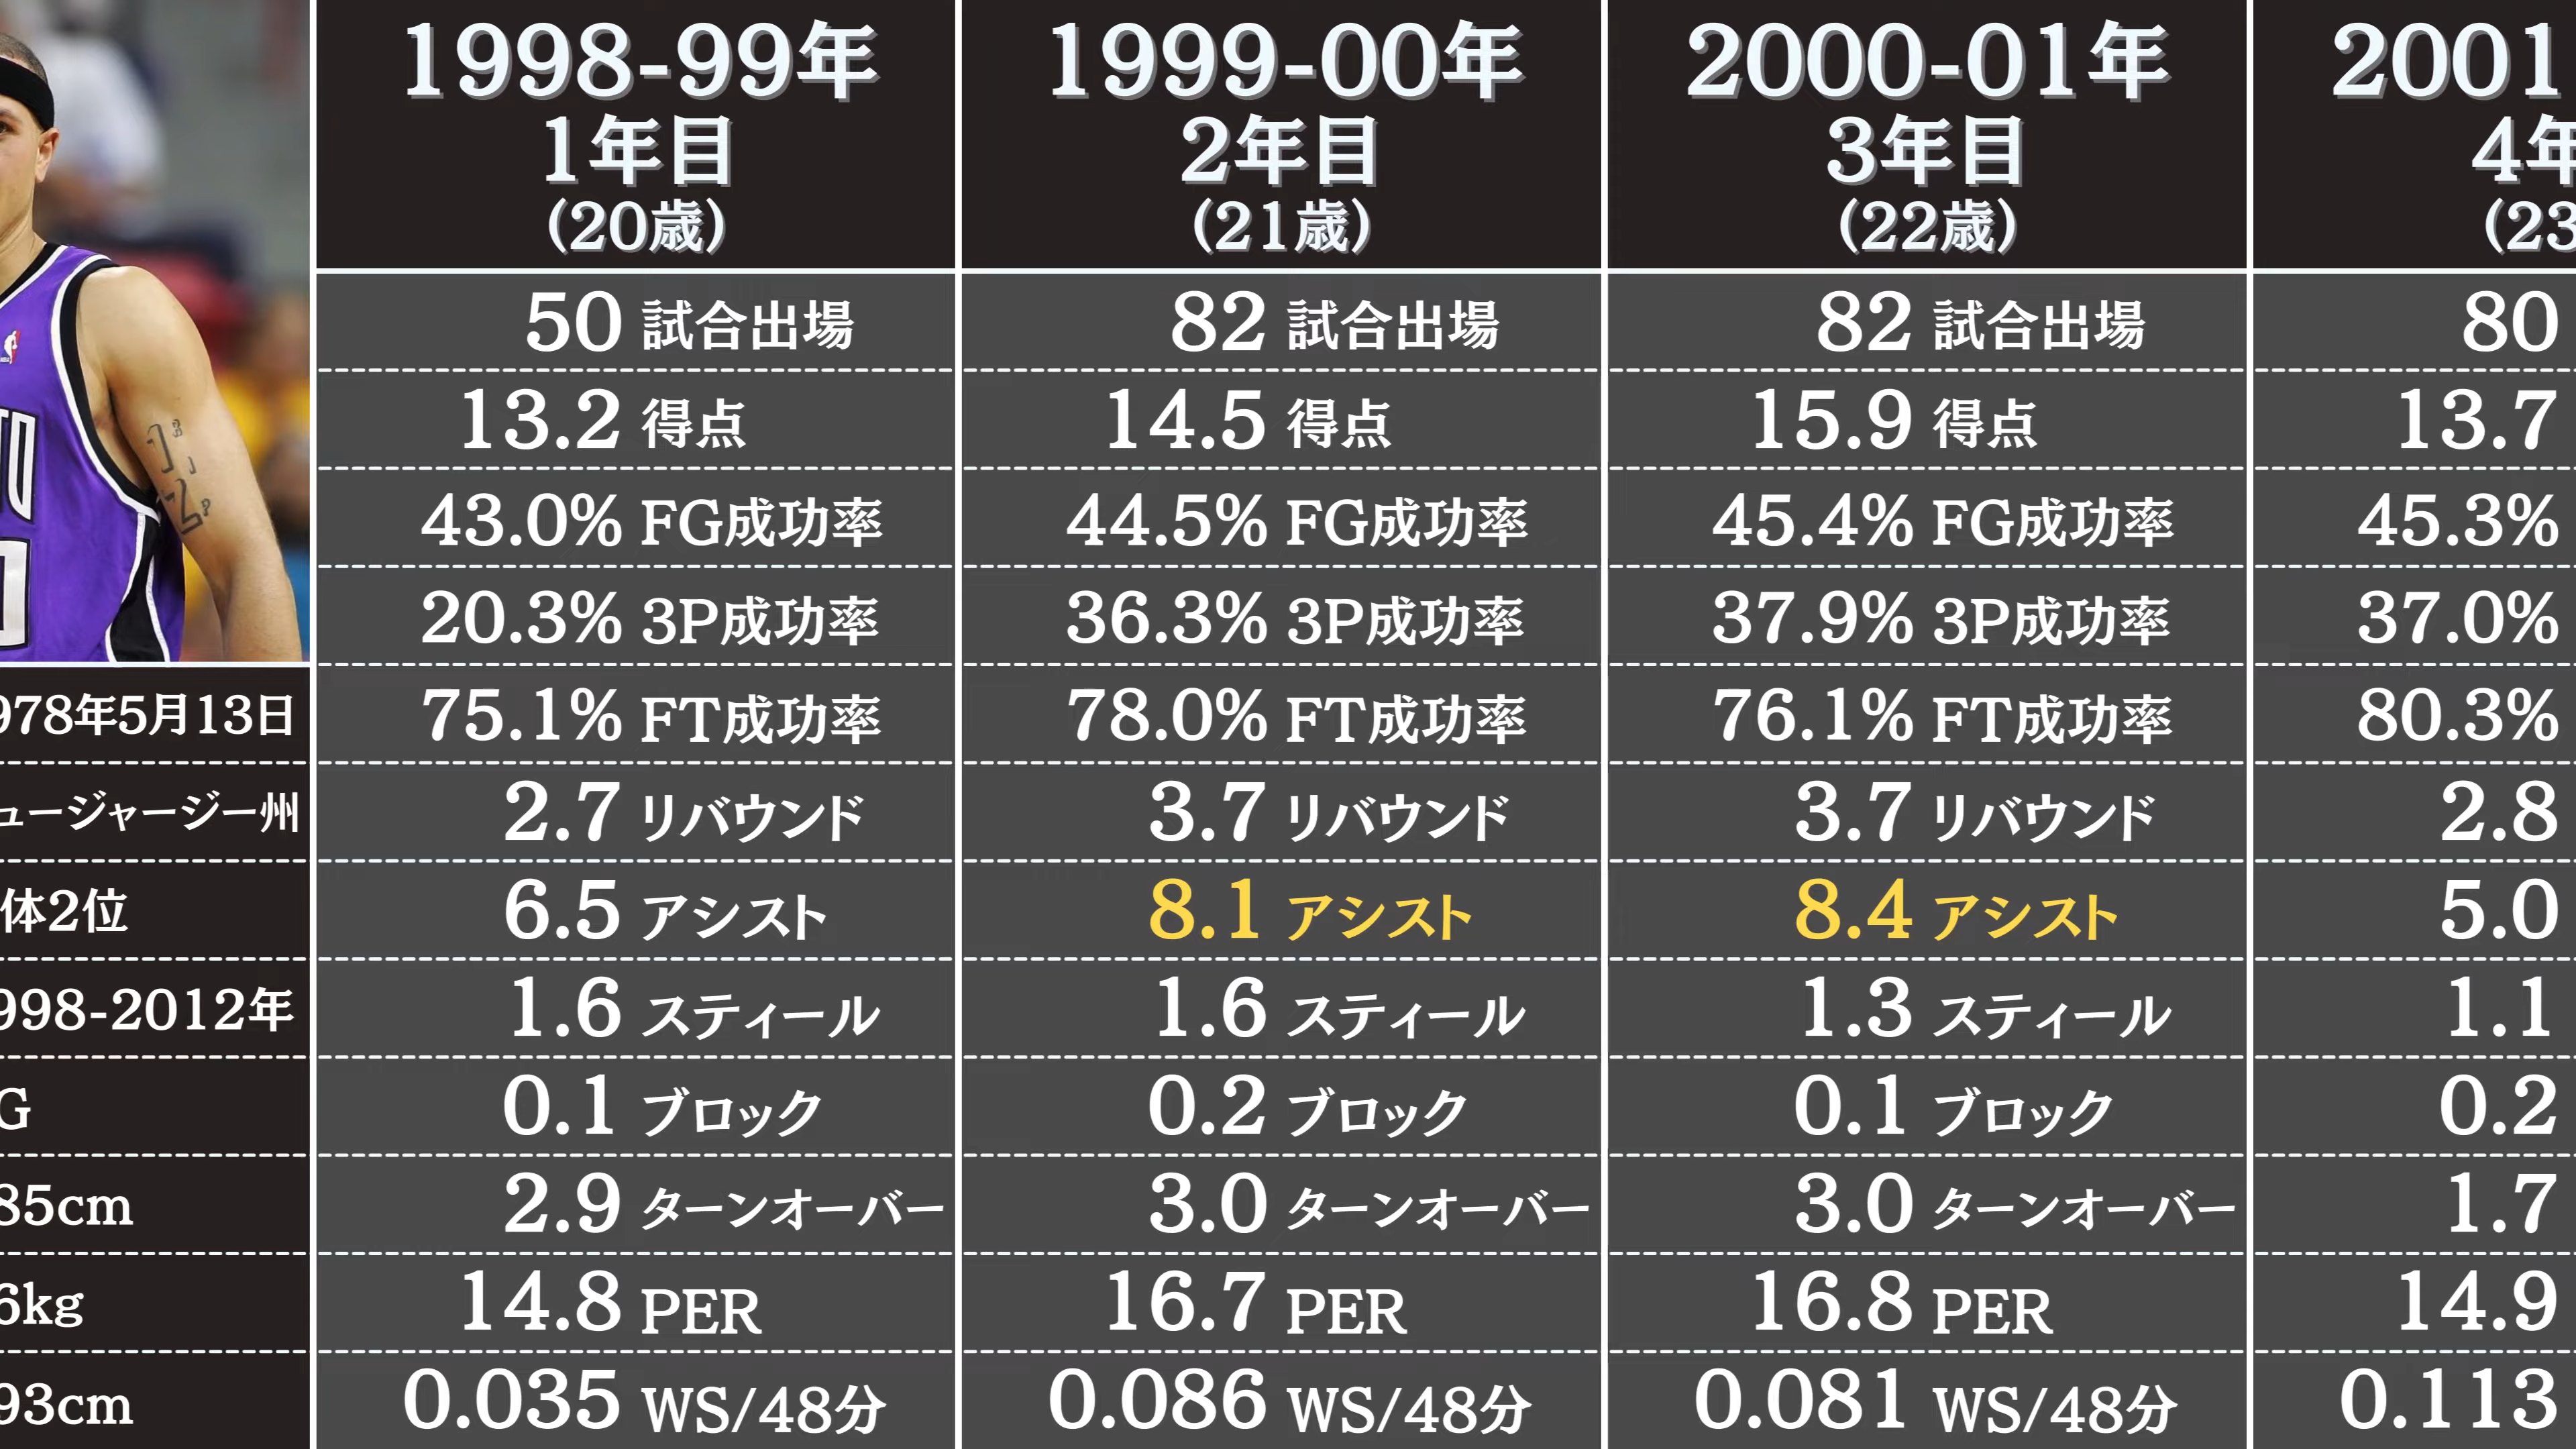 978年5月13日
ュージャージー州
体2位
998-2012年
G
85cm
6kg
93cm
1998-99年
1年目
(20歳)
50 試合出場
13.2 得点
43.0% FG成功率
20.3% 3P成功率
75.1% FT成功率
2.7 リバウンド
6.5 アシスト
1.6 スティール
0.1 ブロック
2.9 ターンオーバー
14.8 PER
0.035 WS/48分
1999-00年
2年目
(21歳)
82 試合出場
14.5 得点
44.5% FG成功率
36.3% 3P成功率
78.0% FT成功率
3.7 リバウンド
8.1 アシスト
1.6 スティール
0.2 ブロック
3.0 ターンオーバー
16.7 PER
0.086 WS/48分
2000-01年
3年目
(22歳)
82 試合出場
15.9 得点
45.4% FG成功率
37.9% 3P成功率
76.1% FT成功率
3.7 リバウンド
8.4 アシスト
1.3 スティール
0.1 ブロック
3.0 ターンオーバー
16.8 PER
0.081 WS/48分
2001
4年
(23
80
13.7
45.3%
37.0%
80.3%
2.8
5.0
1.1
0.2
1.7
14.9
0.113